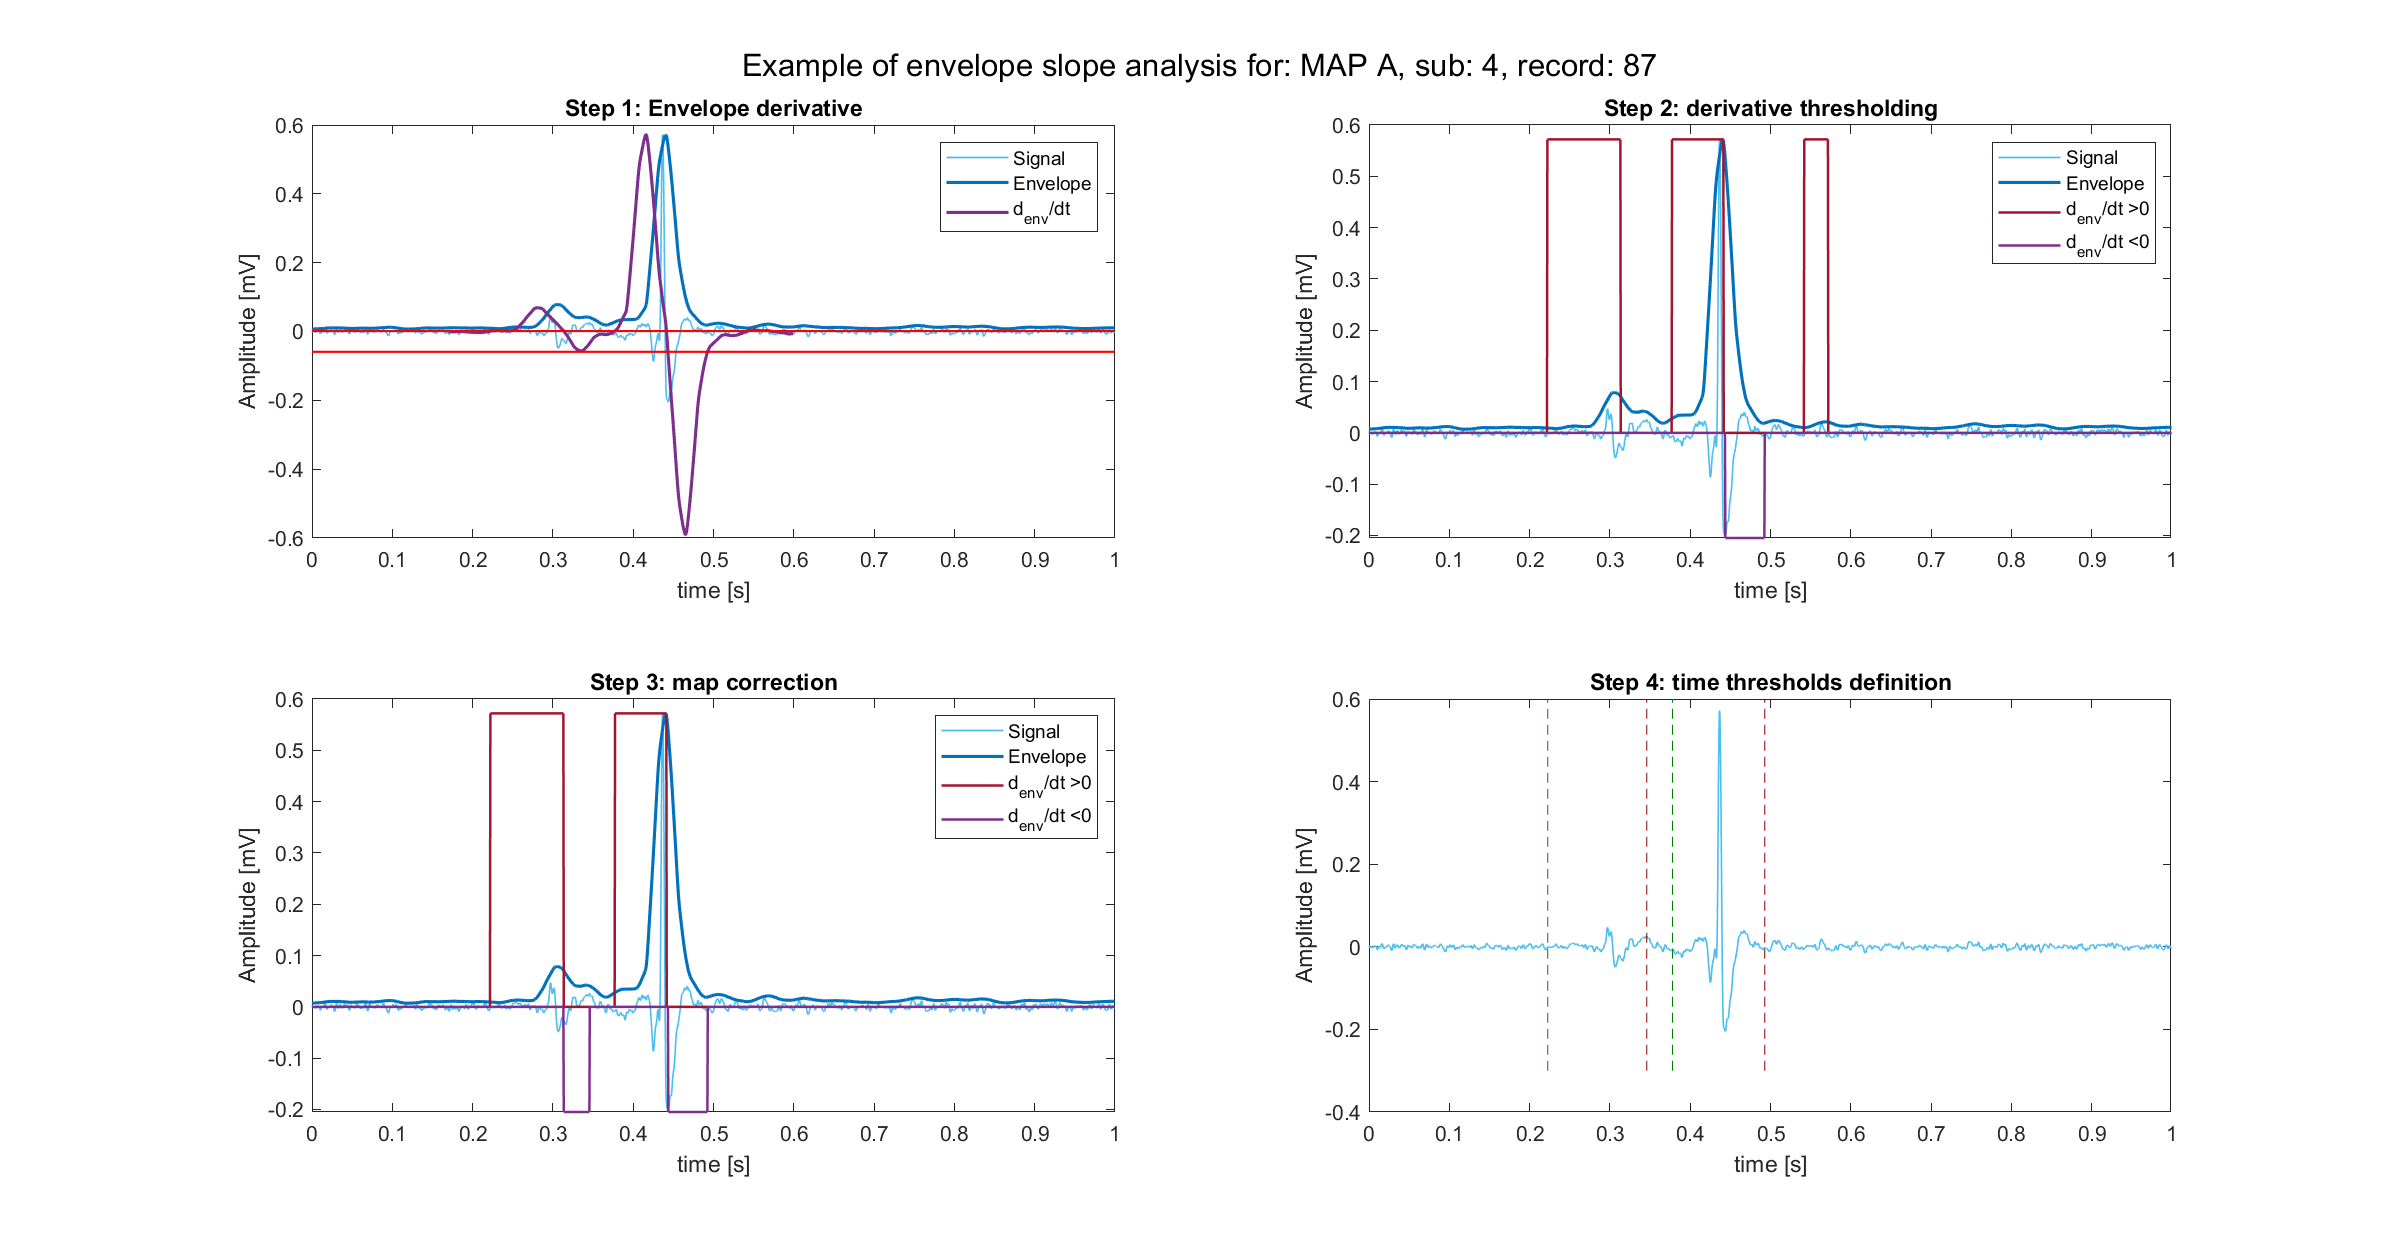 Example of envelope slope analysis for: MAP A, sub: 4, record: 87
Step 1: Envelope derivative
0.6
0.4
0.2
0
-0.2
-0.4
-0.6
Amplitude [mV]
0 0.1 0.2 0.3 0.4 0.5 0.6 0.7 0.8 0.9 1
time [s]
Signal
Envelope
d_env/dt
Step 2: derivative thresholding
0.6
0.5
0.4
0.3
0.2
0.1
0
-0.1
-0.2
Amplitude [mV]
0 0.1 0.2 0.3 0.4 0.5 0.6 0.7 0.8 0.9 1
time [s]
Signal
Envelope
d_env/dt >0
d_env/dt <0
Step 3: map correction
0.6
0.5
0.4
0.3
0.2
0.1
0
-0.1
-0.2
Amplitude [mV]
0 0.1 0.2 0.3 0.4 0.5 0.6 0.7 0.8 0.9 1
time [s]
Signal
Envelope
d_env/dt >0
d_env/dt <0
Step 4: time thresholds definition
0.6
0.4
0.2
0
-0.2
-0.4
Amplitude [mV]
0 0.1 0.2 0.3 0.4 0.5 0.6 0.7 0.8 0.9 1
time [s]